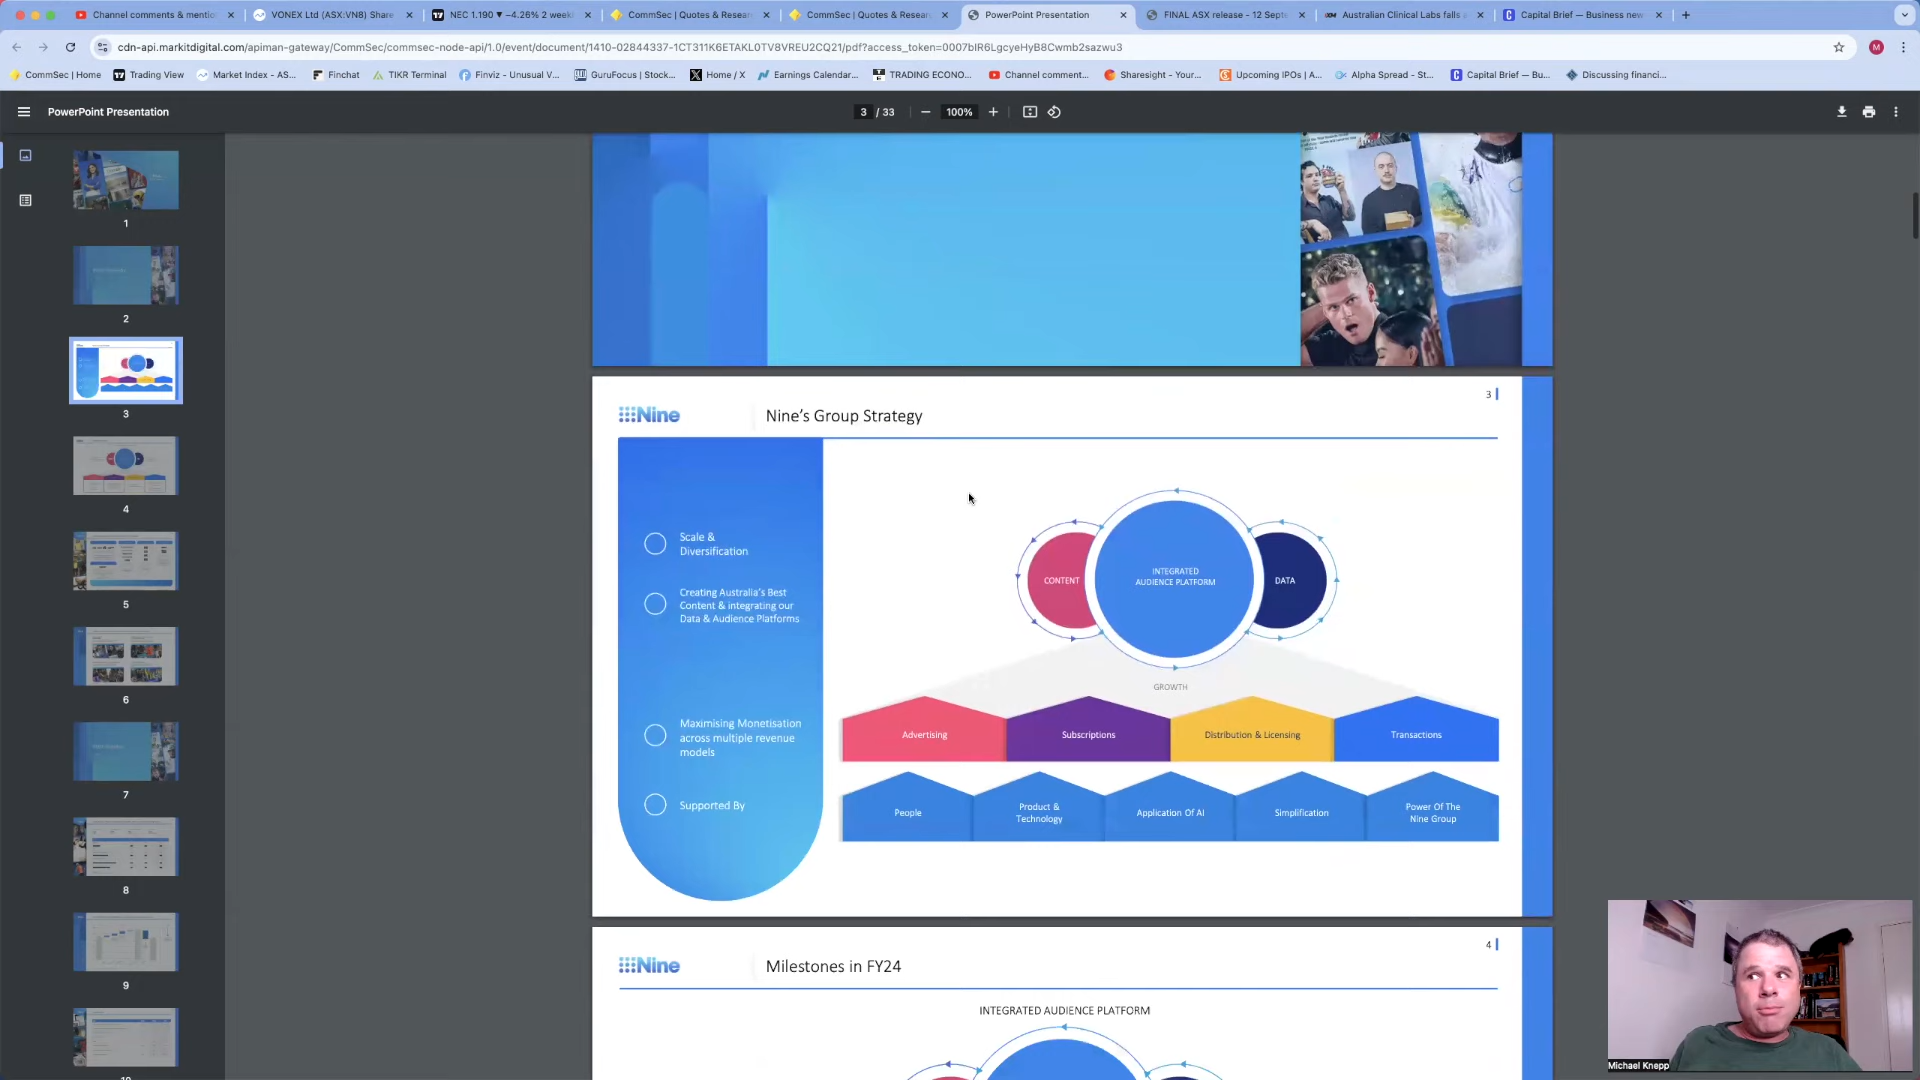 Channel comments & mentio
VONEX Ltd (ASX:VN8) Share
NEC 1.190 ▼ −4.26% 2 week
CommSec | Quotes & Resear
CommSec | Quotes & Resear
PowerPoint Presentation
FINAL ASX release - 12 Sept
Australian Clinical Labs falls
Capital Brief — Business new
cdn-api.markitdigital.com/apiman-gateway/CommSec/commsec-node-api/1.0/event/document/1410-02844337-1CT311K6ETAKL0TV8VREU2CQ21/pdf?access_token=0007bIR6LgcyeHyB8Cwmb2sazwu3
M
CommSec | Home
Trading View
Market Index - AS...
Finchat
TIKR Terminal
Finviz - Unusual V...
GuruFocus | Stock...
Home / X
Earnings Calendar...
TRADING ECONO...
Channel comment...
Sharesight - Your...
Upcoming IPOs | A...
Alpha Spread - St...
Capital Brief — Bu...
Discussing financi...
PowerPoint Presentation
3 / 33
100%
1
2
3
4
5
6
7
8
9
3
Nine
Nine's Group Strategy
Scale &
Diversification
Creating Australia's Best
Content & integrating our
Data & Audience Platforms
Maximising Monetisation
across multiple revenue
models
Supported By
CONTENT
INTEGRATED
AUDIENCE PLATFORM
DATA
GROWTH
Advertising
Subscriptions
Distribution & Licensing
Transactions
People
Product &
Technology
Application Of AI
Simplification
Power Of The
Nine Group
4
Nine
Milestones in FY24
INTEGRATED AUDIENCE PLATFORM
Michael Knepp